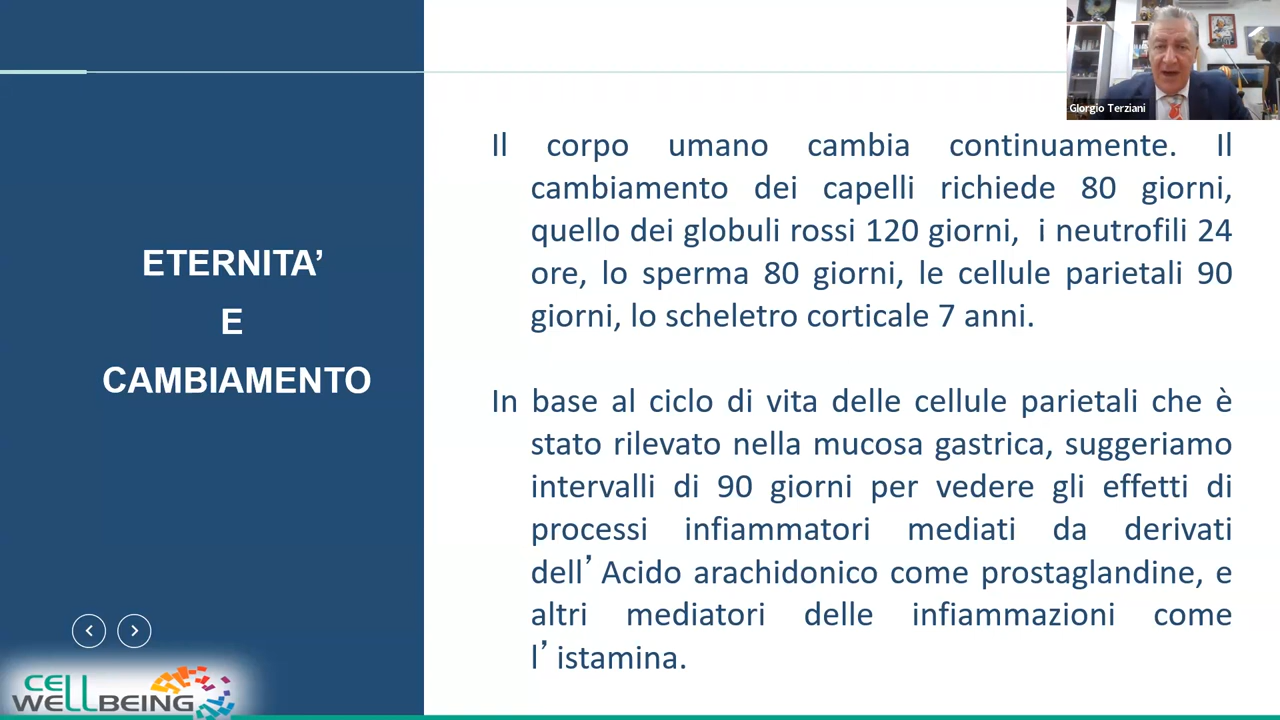 GIorgio Terziani
ETERNITA’
E
CAMBIAMENTO
Il corpo umano cambia continuamente. Il
cambiamento dei capelli richiede 80 giorni,
quello dei globuli rossi 120 giorni, i neutrofili 24
ore, lo sperma 80 giorni, le cellule parietali 90
giorni, lo scheletro corticale 7 anni.
In base al ciclo di vita delle cellule parietali che è
stato rilevato nella mucosa gastrica, suggeriamo
intervalli di 90 giorni per vedere gli effetti di
processi infiammatori mediati da derivati
dell’Acido arachidonico come prostaglandine, e
altri mediatori delle infiammazioni come
l’istamina.
CELL
WELLBEING